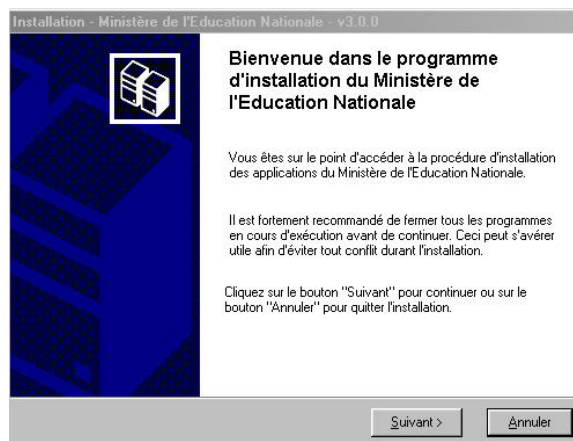 Installation - Ministère de l'Education Nationale - v3.0.0
Bienvenue dans le programme
d'installation du Ministère de
l'Education Nationale
Vous êtes sur le point d'accéder à la procédure d'installation
des applications du Ministère de l'Education Nationale.
Il est fortement recommandé de fermer tous les programmes
en cours d'exécution avant de continuer. Ceci peut s'avérer
utile afin d'éviter tout conflit durant l'installation.
Cliquez sur le bouton "Suivant" pour continuer ou sur le
bouton "Annuler" pour quitter l'installation.
Suivant >
Annuler